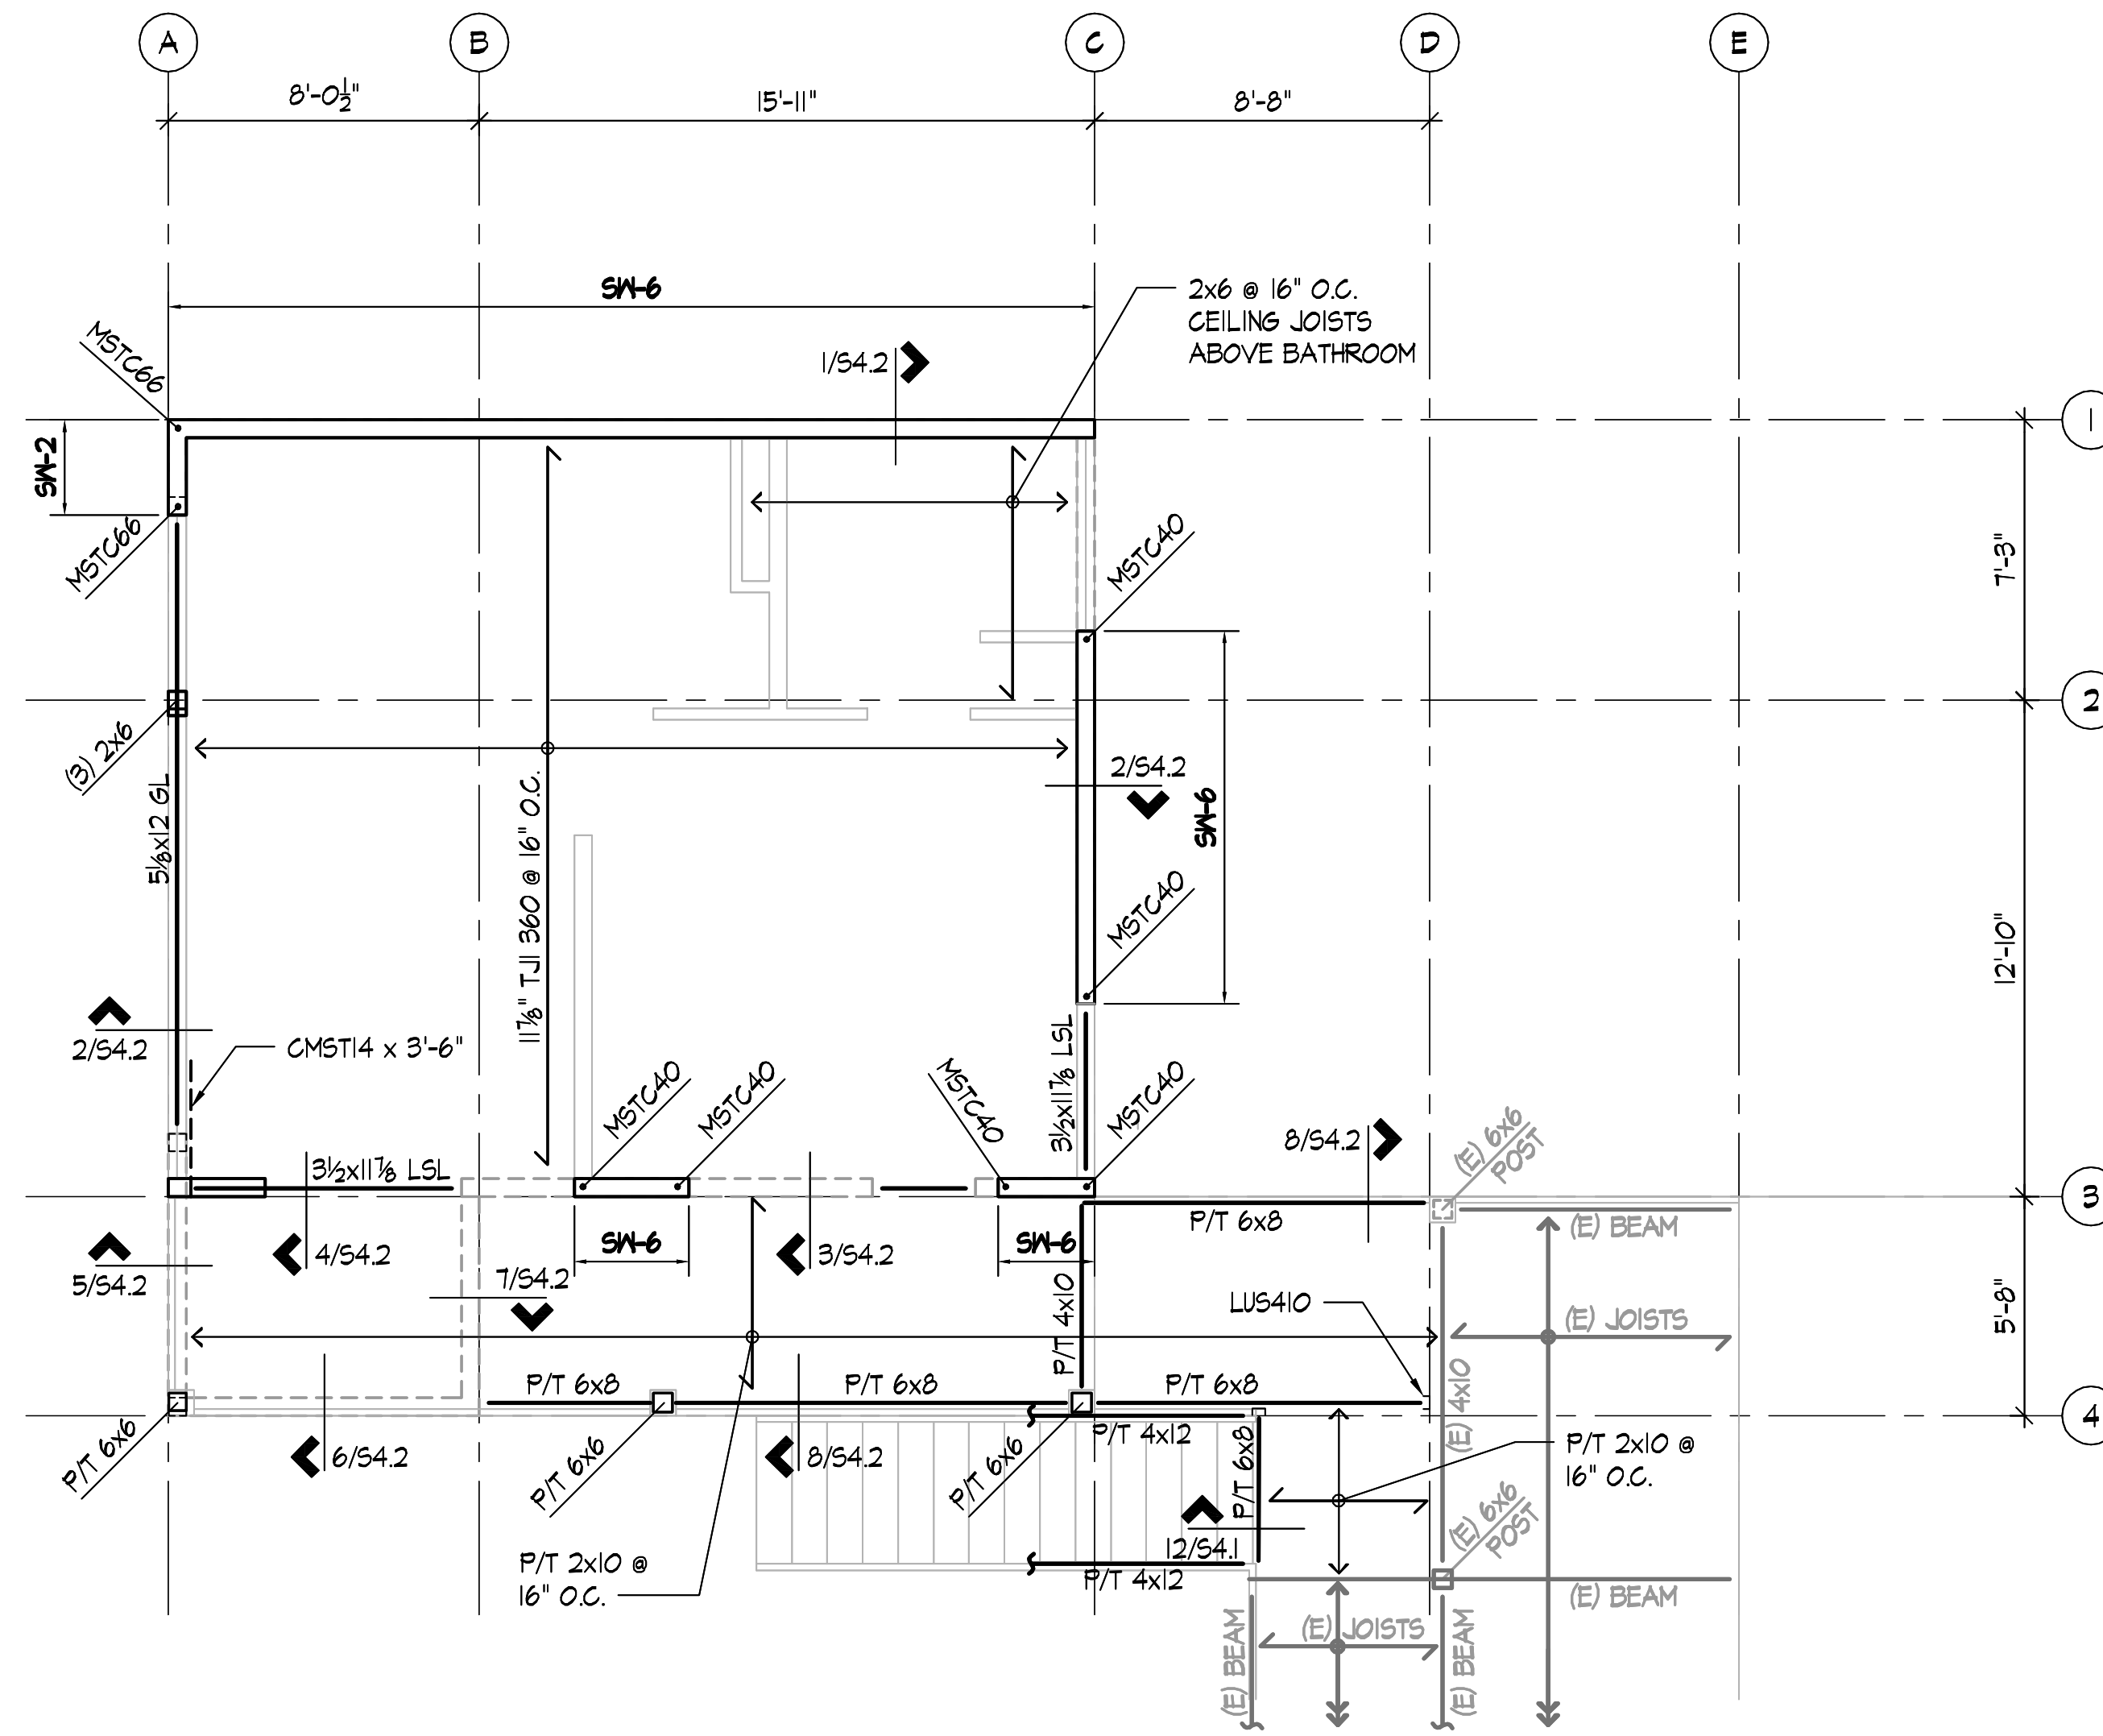 A
B
C
D
E
8'-0½"
15'-11"
8'-8"
SW-6
2x6 @ 16" O.C.
CEILING JOISTS
ABOVE BATHROOM
MSTC66
1/S4.2
1
SW-2
MSTC66
MSTC40
7'-3"
2
(3) 2x6
2/S4.2
SW-6
5⅛x12 GL
11⅞" TJI 360 @ 16" O.C.
MSTC40
12'-10"
2/S4.2
CMST14 x 3'-6"
MSTC40
MSTC40
MSTC40
3½x11⅞ LSL
MSTC40
8/S4.2
(E) 6x6
POST
3½x11⅞ LSL
3
P/T 6x8
(E) BEAM
4/S4.2
SW-6
3/S4.2
SW-6
5/S4.2
7/S4.2
P/T 4x10
LUS410
(E) JOISTS
5'-8"
P/T 6x8
P/T 6x8
P/T 6x8
(E) 4x10
4
P/T 6x6
6/S4.2
P/T 6x6
8/S4.2
P/T 6x6
P/T 4x12
P/T 6x8
P/T 2x10 @
16" O.C.
(E) 6x6
POST
12/S4.1
P/T 2x10 @
16" O.C.
P/T 4x12
(E) BEAM
(E) BEAM
(E) JOISTS
(E) BEAM